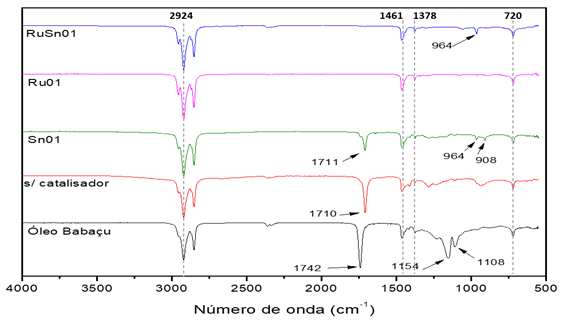 2924 1461 1378 720
RuSn01
964
Ru01
Sn01
1711
964 908
s/ catalisador
1710
Óleo Babaçu
1742 1154 1108
4000 3500 3000 2500 2000 1500 1000 500
Número de onda (cm⁻¹)